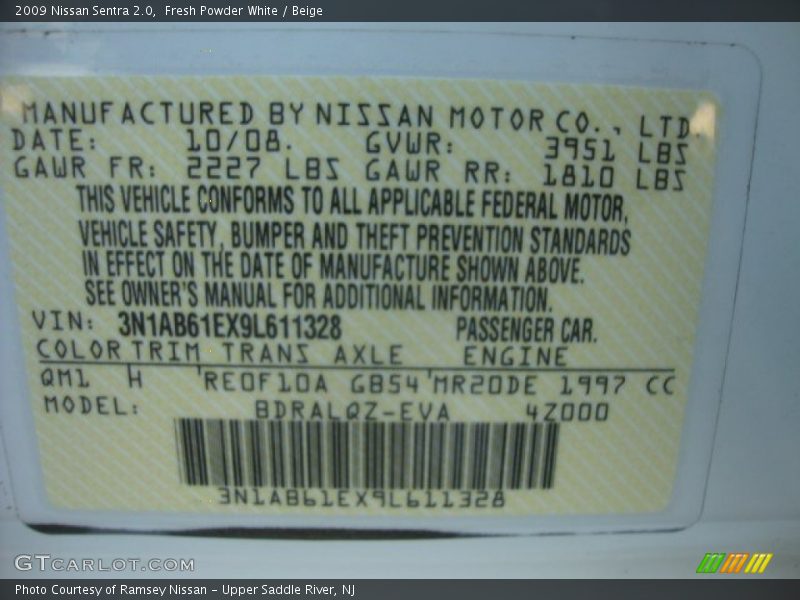 2009 Nissan Sentra 2.0,  Fresh Powder White / Beige
MANUFACTURED BY NISSAN MOTOR CO., LTD.
DATE: 10/08. GVWR: 3951 LBS
GAWR FR: 2227 LBS GAWR RR: 1810 LBS
THIS VEHICLE CONFORMS TO ALL APPLICABLE FEDERAL MOTOR,
VEHICLE SAFETY, BUMPER AND THEFT PREVENTION STANDARDS
IN EFFECT ON THE DATE OF MANUFACTURE SHOWN ABOVE.
SEE OWNER'S MANUAL FOR ADDITIONAL INFORMATION.
VIN: 3N1AB61EX9L611328 PASSENGER CAR.
COLOR TRIM TRANS AXLE ENGINE
QM1 H 'RE0F10A GB54'MR20DE 1997 CC
MODEL: BDRALQZ-EVA 4Z000
3N1AB61EX9L611328
GTCARLOT.COM
Photo Courtesy of Ramsey Nissan - Upper Saddle River, NJ